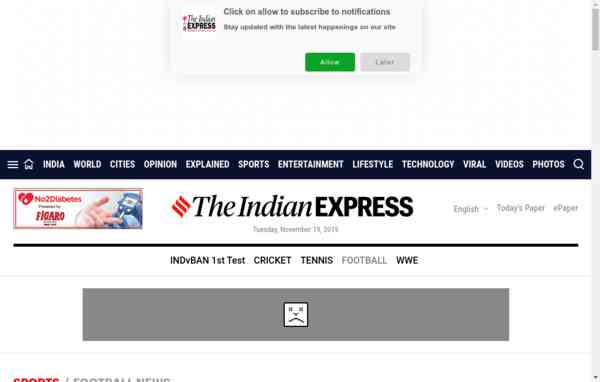 Click on allow to subscribe to notifications
The Indian
EXPRESS
Stay updated with the latest happenings on our site
Allow
Later
INDIA WORLD CITIES OPINION EXPLAINED SPORTS ENTERTAINMENT LIFESTYLE TECHNOLOGY VIRAL VIDEOS PHOTOS
No2Diabetes
Powered by
FIGARO
The Indian EXPRESS
English
Today's Paper
ePaper
Tuesday, November 19, 2019
INDvBAN 1st Test CRICKET TENNIS FOOTBALL WWE
SPORTS / FOOTBALL NEWS